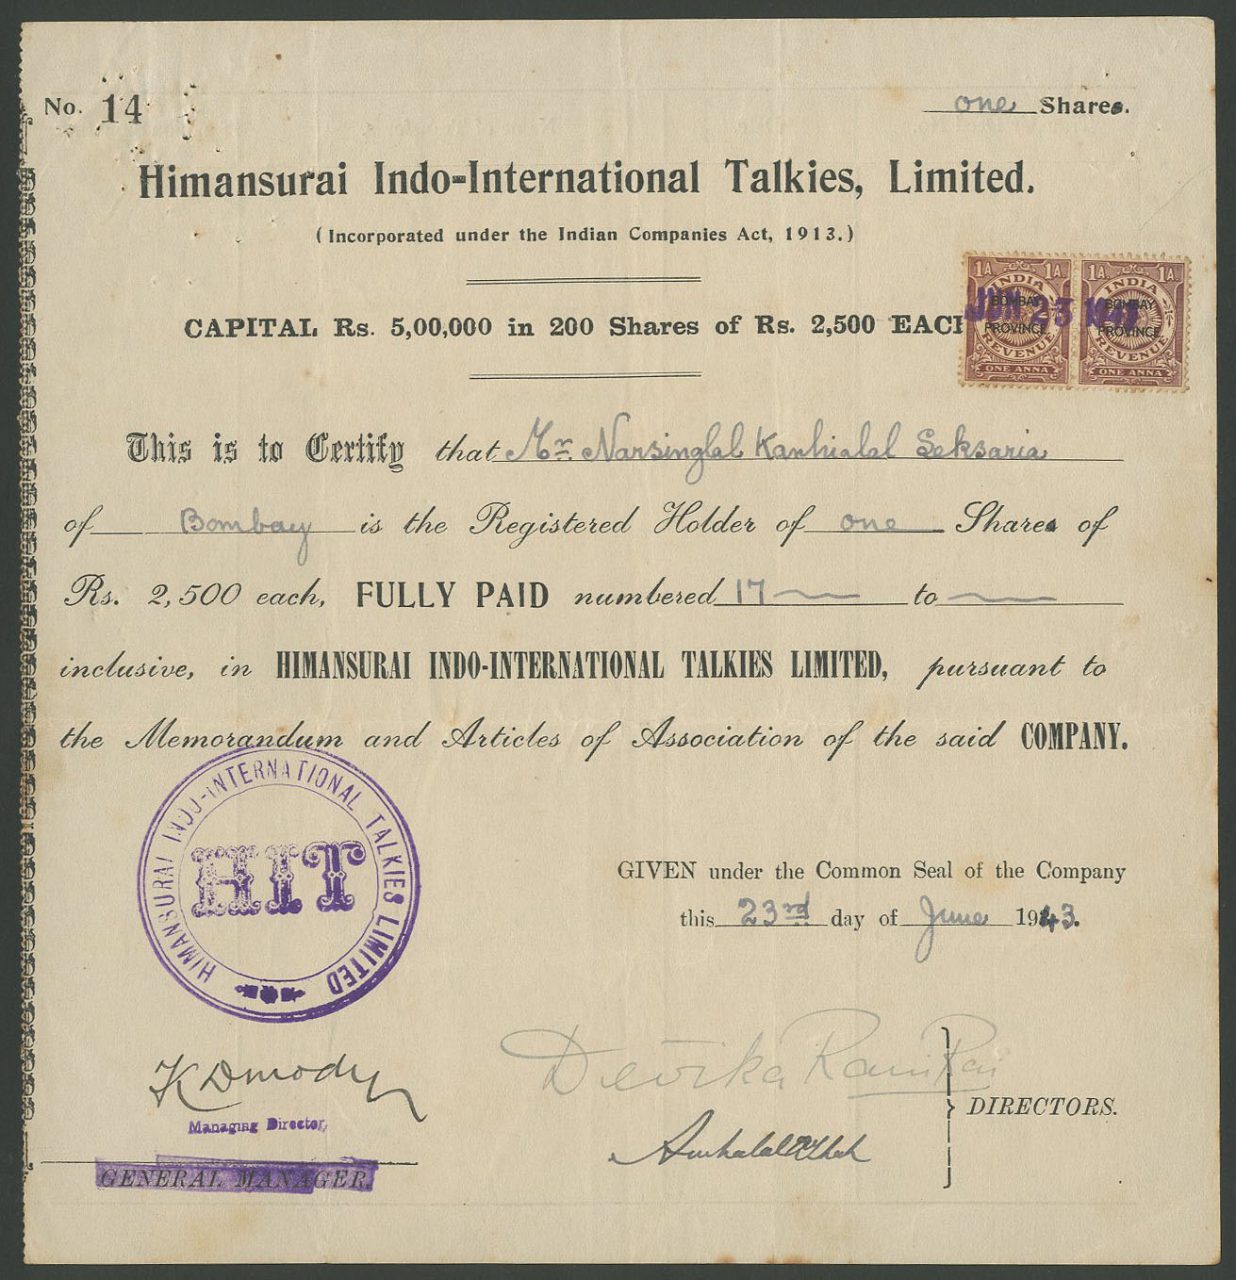 No. 14
one Shares.
Himansurai Indo-International Talkies, Limited.
(Incorporated under the Indian Companies Act, 1913.)
CAPITAL Rs. 5,00,000 in 200 Shares of Rs. 2,500 EACH
1A 1A INDIA BOMBAY PROVINCE REVENUE ONE ANNA
1A 1A INDIA BOMBAY PROVINCE REVENUE ONE ANNA
JUN 23 1943
This is to Certify that Mr. Narsinglal Kanhialal Seksaria
of Bombay is the Registered Holder of one Shares of
Rs. 2,500 each, FULLY PAID numbered 17 to
inclusive, in HIMANSURAI INDO-INTERNATIONAL TALKIES LIMITED, pursuant to
the Memorandum and Articles of Association of the said COMPANY.
HIMANSURAI INDO-INTERNATIONAL TALKIES LIMITED
HIT
GIVEN under the Common Seal of the Company
this 23rd day of June 1943.
K D Mody
Managing Director,
GENERAL MANAGER.
Devika Rani Rai
DIRECTORS.